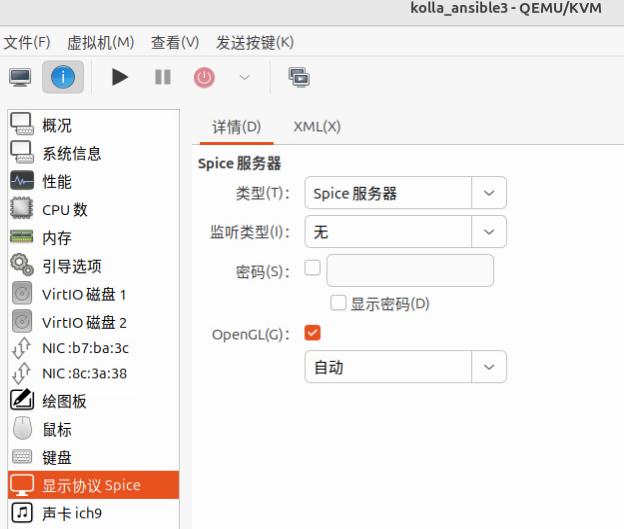 kolla_ansible3 - QEMU/KVM
文件(F) 虚拟机(M) 查看(V) 发送按键(K)
详情(D) XML(X)
概况
系统信息
性能
CPU 数
内存
引导选项
VirtIO 磁盘 1
VirtIO 磁盘 2
NIC :b7:ba:3c
NIC :8c:3a:38
绘图板
鼠标
键盘
显示协议 Spice
声卡 ich9
Spice 服务器
类型(T): Spice 服务器
监听类型(I): 无
密码(S):
显示密码(D)
OpenGL(G):
自动